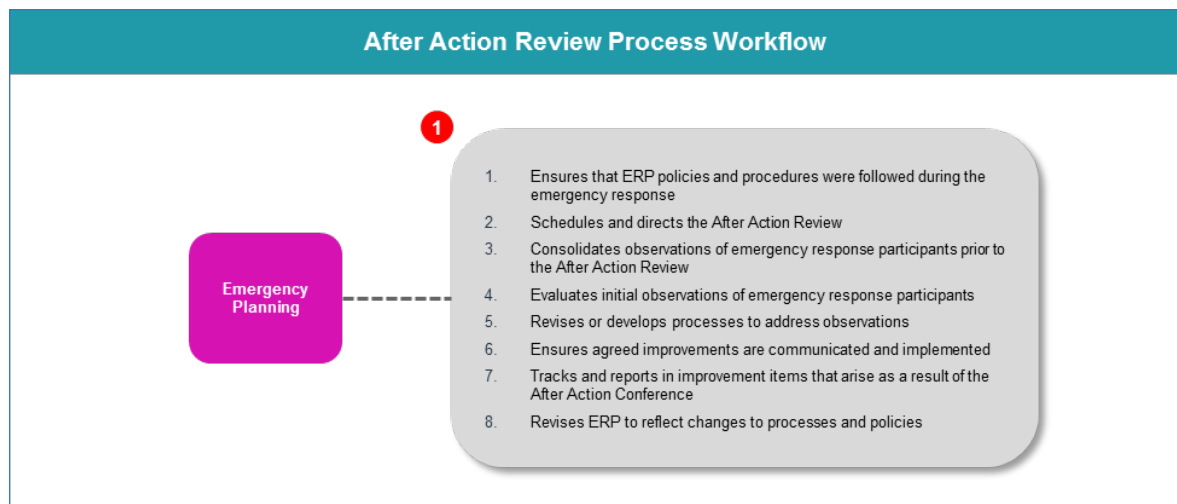 After Action Review Process Workflow
1
1. Ensures that ERP policies and procedures were followed during the
emergency response
2. Schedules and directs the After Action Review
3. Consolidates observations of emergency response participants prior to
the After Action Review
Emergency
Planning
4. Evaluates initial observations of emergency response participants
5. Revises or develops processes to address observations
6. Ensures agreed improvements are communicated and implemented
7. Tracks and reports in improvement items that arise as a result of the
After Action Conference
8. Revises ERP to reflect changes to processes and policies